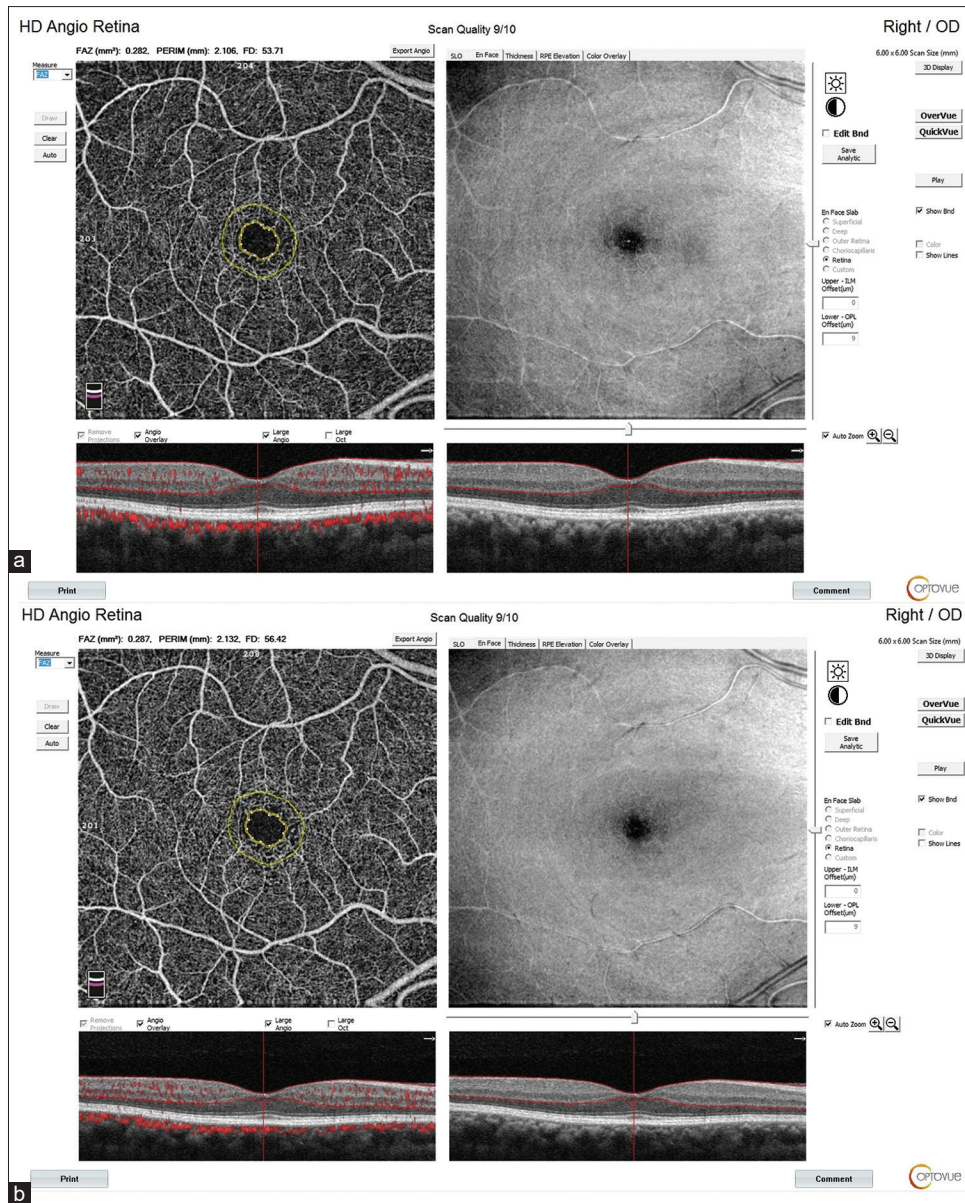 HD Angio Retina
Scan Quality 9/10
Right / OD
FAZ (mm²): 0.282, PERIM (mm): 2.106, FD: 53.71
Export Angio
6.00 x 6.00 Scan Size (mm)
Measure
FAZ
204
SLO
En Face
Thickness
RPE Elevation
Color Overlay
3D Display
Draw
Clear
Auto
OverVue
QuickVue
Edit Bnd
Save
Analytic
Play
203
En Face Slab
Superficial
Deep
Outer Retina
Choriocapillaris
Retina
Custom
Show Bnd
Color
Show Lines
Upper - ILM
Offset(um)
0
Lower - OPL
Offset(um)
9
Remove
Projections
Angio
Overlay
Large
Angio
Large
Oct
Auto Zoom
a
Print
Comment
OPTOVUE
HD Angio Retina
Scan Quality 9/10
Right / OD
FAZ (mm²): 0.287, PERIM (mm): 2.132, FD: 56.42
Export Angio
6.00 x 6.00 Scan Size (mm)
Measure
FAZ
SLO
En Face
Thickness
RPE Elevation
Color Overlay
3D Display
Draw
Clear
Auto
OverVue
QuickVue
Edit Bnd
Save
Analytic
Play
201
En Face Slab
Superficial
Deep
Outer Retina
Choriocapillaris
Retina
Custom
Show Bnd
Color
Show Lines
Upper - ILM
Offset(um)
0
Lower - OPL
Offset(um)
9
Remove
Projections
Angio
Overlay
Large
Angio
Large
Oct
Auto Zoom
b
Print
Comment
OPTOVUE